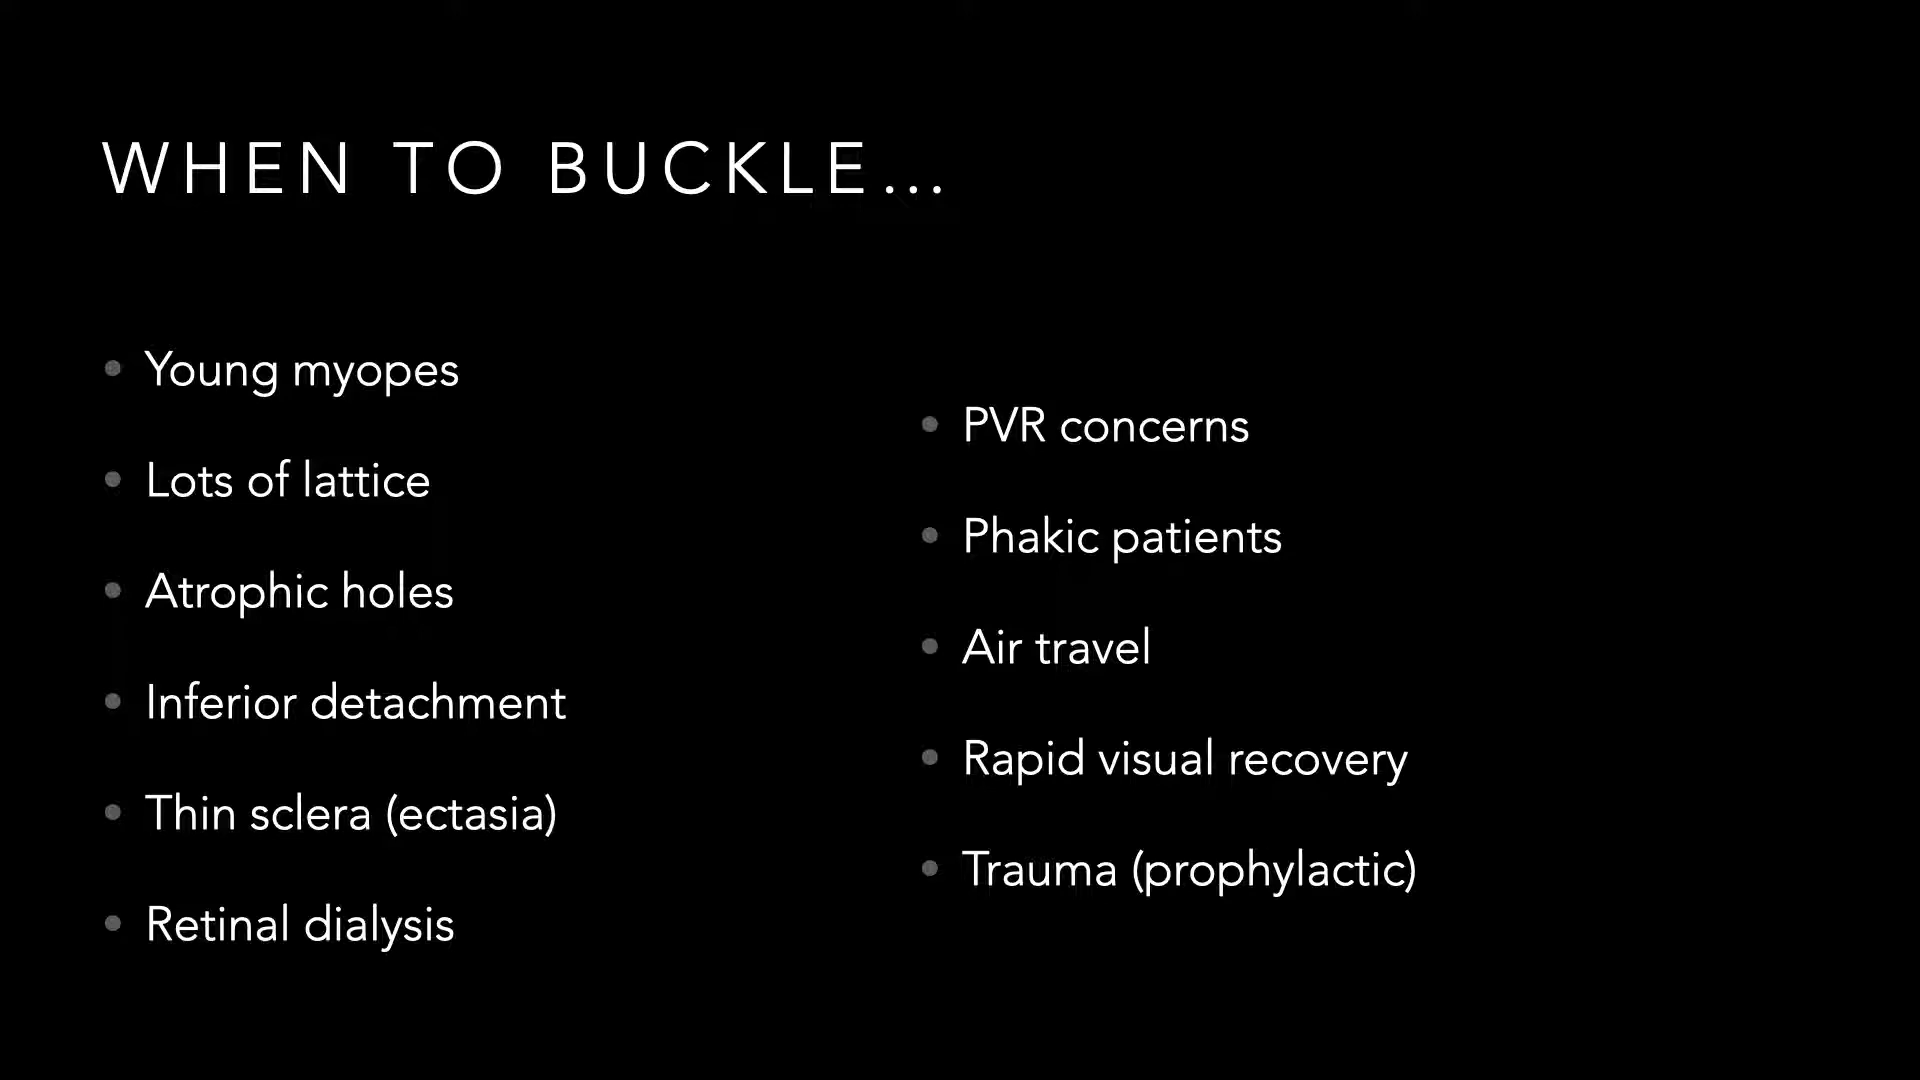 WHEN TO BUCKLE...
Young myopes
Lots of lattice
Atrophic holes
Inferior detachment
Thin sclera (ectasia)
Retinal dialysis
PVR concerns
Phakic patients
Air travel
Rapid visual recovery
Trauma (prophylactic)